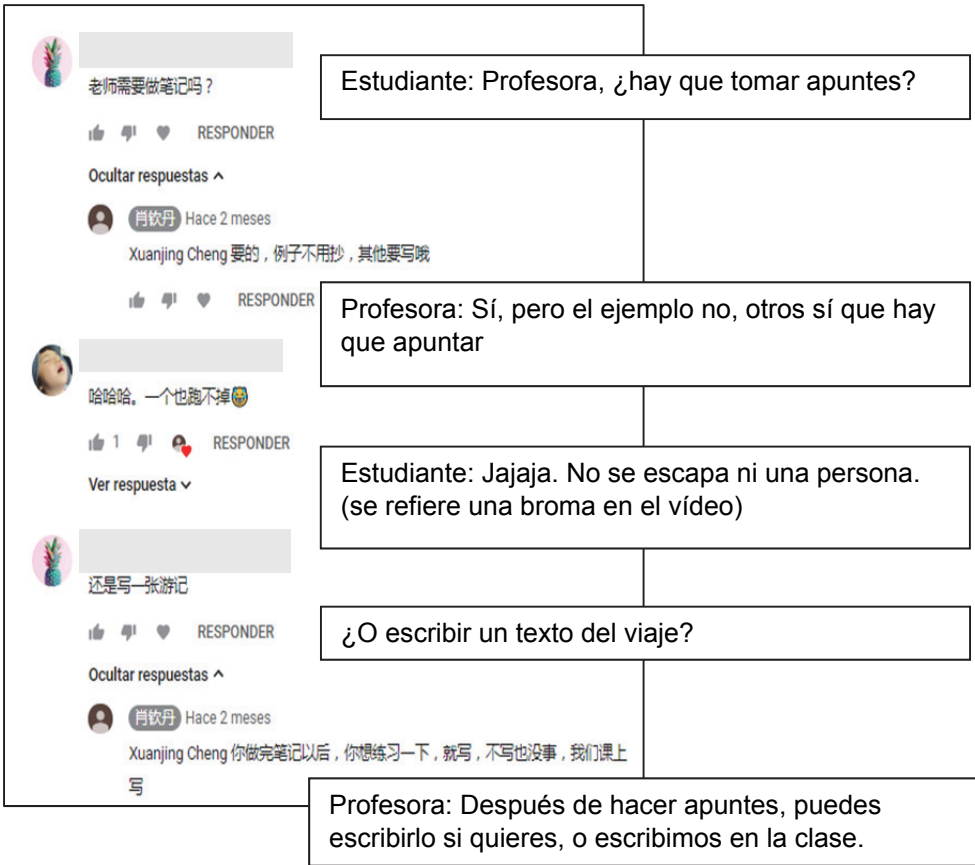 老师需要做笔记吗？
Estudiante: Profesora, ¿hay que tomar apuntes?
RESPONDER
Ocultar respuestas
肖钦丹 Hace 2 meses
Xuanjing Cheng 要的，例子不用抄，其他要写哦
RESPONDER
Profesora: Sí, pero el ejemplo no, otros sí que hay
que apuntar
哈哈哈。一个也跑不掉
1 RESPONDER
Ver respuesta
Estudiante: Jajaja. No se escapa ni una persona.
(se refiere una broma en el vídeo)
还是写一张游记
RESPONDER
¿O escribir un texto del viaje?
Ocultar respuestas
肖钦丹 Hace 2 meses
Xuanjing Cheng 你做完笔记以后，你想练习一下，就写，不写也没事，我们课上
写
Profesora: Después de hacer apuntes, puedes
escribirlo si quieres, o escribimos en la clase.